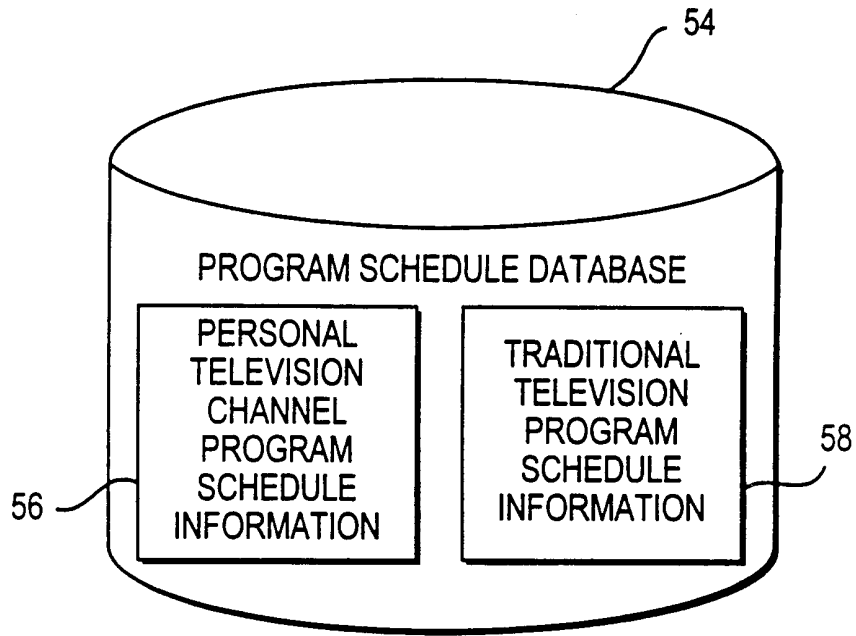 54
PROGRAM SCHEDULE DATABASE
PERSONAL
TELEVISION
CHANNEL
PROGRAM
SCHEDULE
INFORMATION
TRADITIONAL
TELEVISION
PROGRAM
SCHEDULE
INFORMATION
56
58